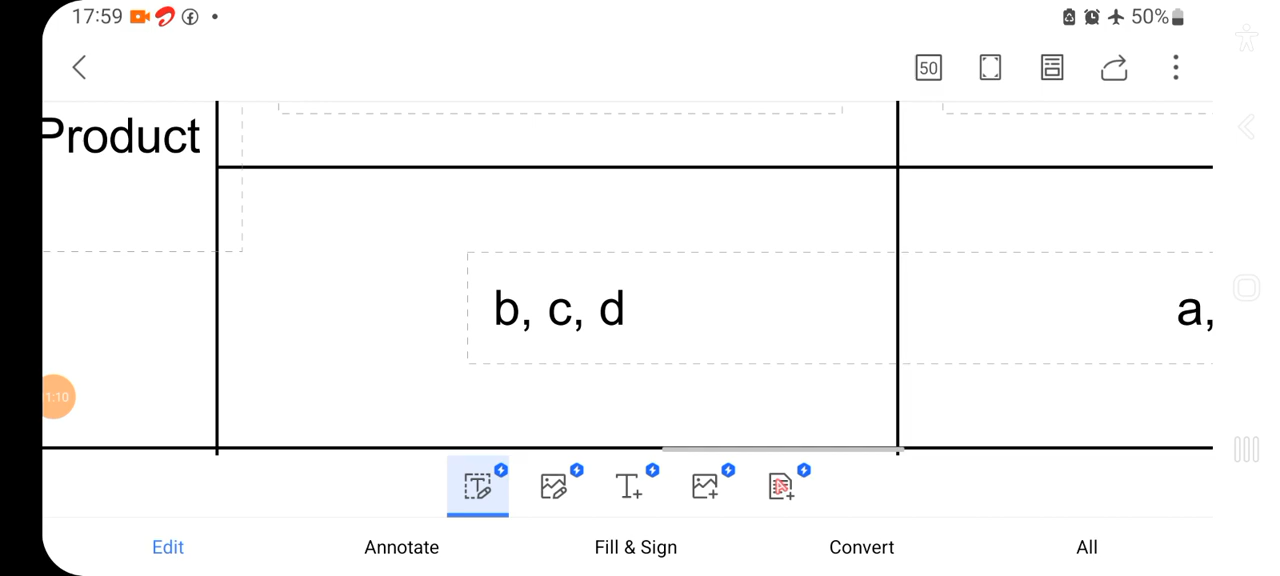 17:59 50%
50
Product
b, c, d
a,
1:10
Edit Annotate Fill & Sign Convert All